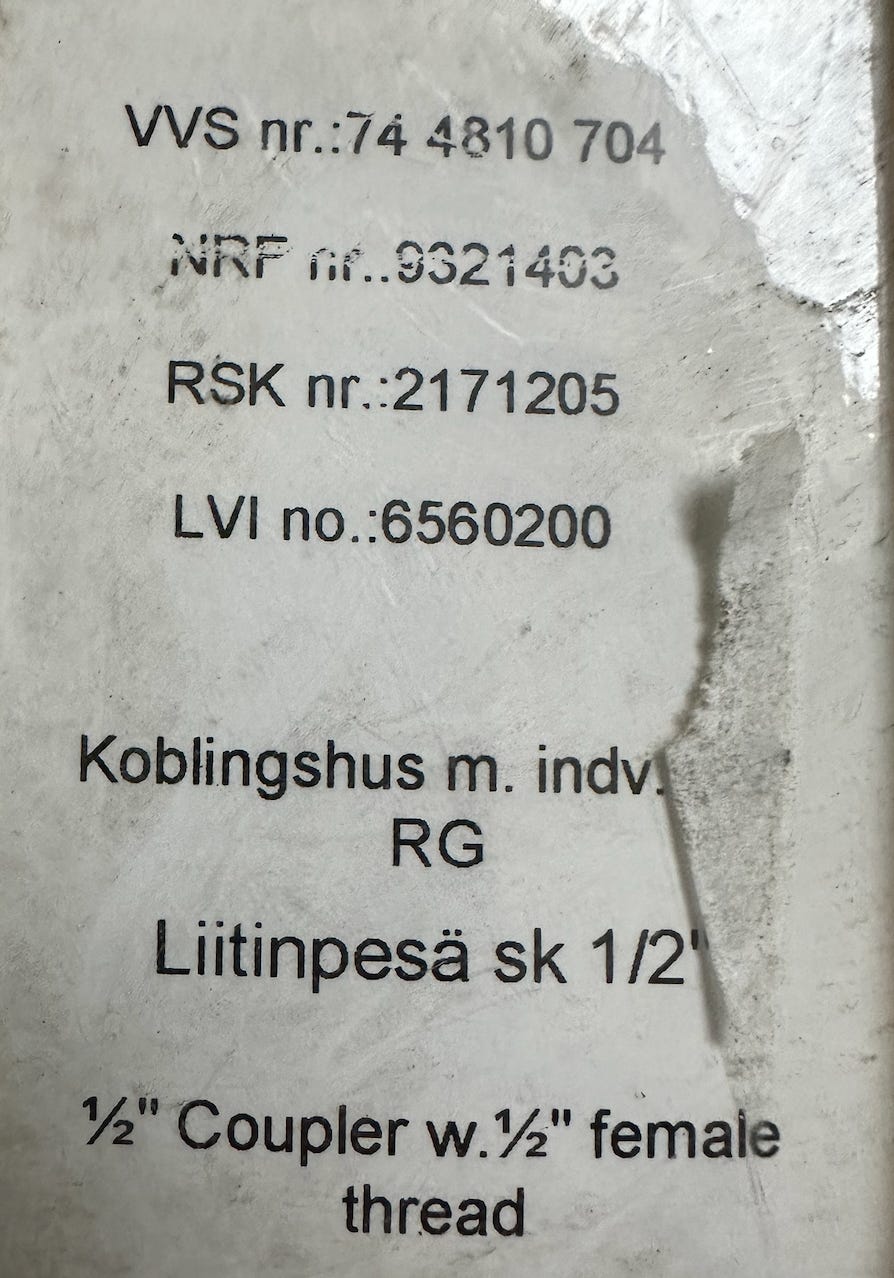 VVS nr.:74 4810 704
NRF nr.:9321403
RSK nr.:2171205
LVI no.:6560200
Koblingshus m. indv.
RG
Liitinpesä sk 1/2"
½" Coupler w.½" female
thread